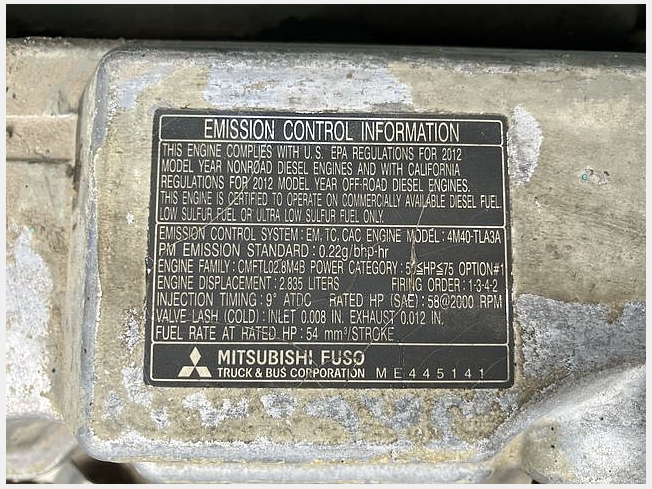 EMISSION CONTROL INFORMATION
THIS ENGINE COMPLIES WITH U.S. EPA REGULATIONS FOR 2012
MODEL YEAR NONROAD DIESEL ENGINES AND WITH CALIFORNIA
REGULATIONS FOR 2012 MODEL YEAR OFF-ROAD DIESEL ENGINES.
THIS ENGINE IS CERTIFIED TO OPERATE ON COMMERCIALLY AVAILABLE DIESEL FUEL.
LOW SULFUR FUEL OR ULTRA LOW SULFUR FUEL ONLY.
EMISSION CONTROL SYSTEM : EM, TC, CAC ENGINE MODEL : 4M40-TLA3A
PM EMISSION STANDARD : 0.22g/bhp-hr
ENGINE FAMILY : CMFTL02.8M4B POWER CATEGORY : ≦HP≦75 OPTION#1
ENGINE DISPLACEMENT : 2.835 LITERS FIRING ORDER : 1-3-4-2
INJECTION TIMING : 9° ATDC RATED HP (SAE) : 58@2000 RPM
VALVE LASH (COLD) : INLET 0.008 IN. EXHAUST 0.012 IN.
FUEL RATE AT RATED HP : 54 mm³/STROKE
MITSUBISHI FUSO
TRUCK & BUS CORPORATION ME445141